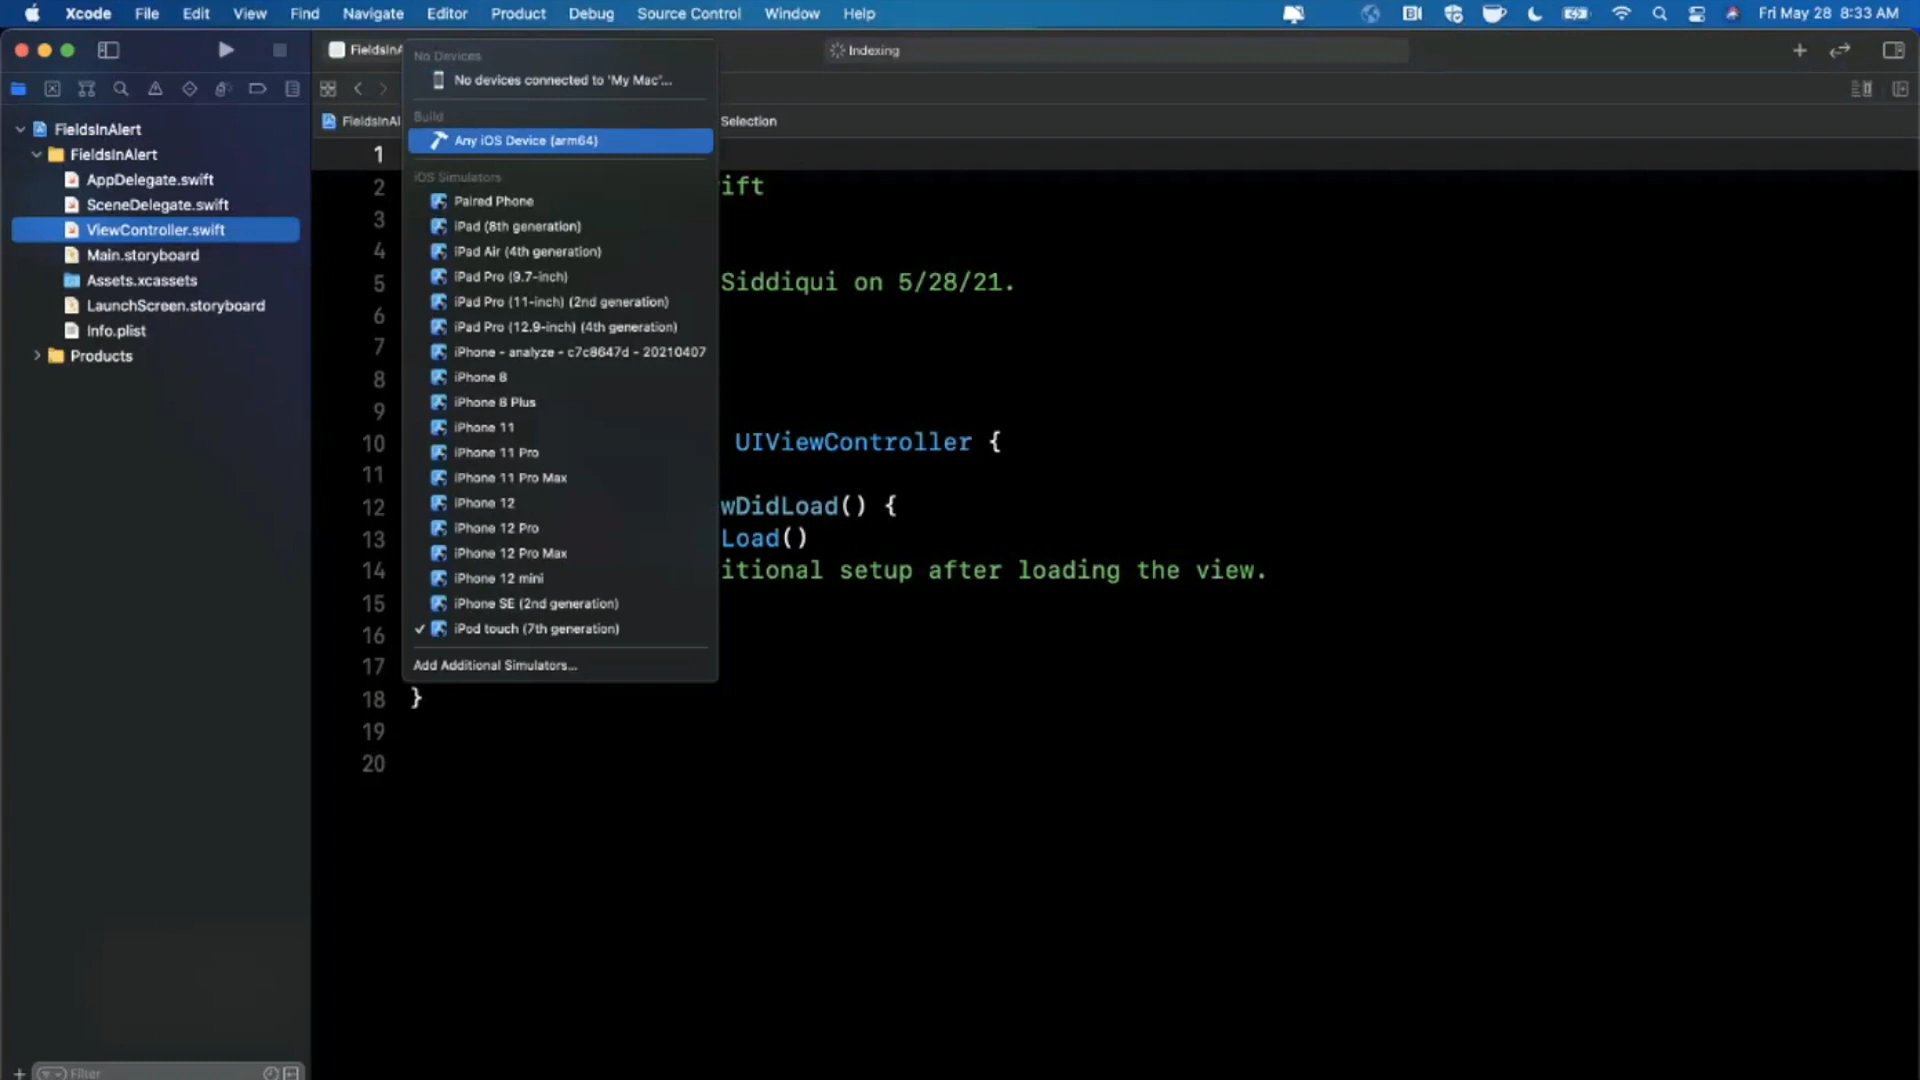 Xcode File Edit View Find Navigate Editor Product Debug Source Control Window Help Fri May 28 8:33 AM
FieldsInA
Indexing
No Devices
No devices connected to 'My Mac'...
Build
Any iOS Device (arm64)
iOS Simulators
Paired Phone
iPad (8th generation)
iPad Air (4th generation)
iPad Pro (9.7-inch)
iPad Pro (11-inch) (2nd generation)
iPad Pro (12.9-inch) (4th generation)
iPhone - analyze - c7c8647d - 20210407
iPhone 8
iPhone 8 Plus
iPhone 11
iPhone 11 Pro
iPhone 11 Pro Max
iPhone 12
iPhone 12 Pro
iPhone 12 Pro Max
iPhone 12 mini
iPhone SE (2nd generation)
iPod touch (7th generation)
Add Additional Simulators...
FieldsInAlert
FieldsInAlert
AppDelegate.swift
SceneDelegate.swift
ViewController.swift
Main.storyboard
Assets.xcassets
LaunchScreen.storyboard
Info.plist
Products
Filter
FieldsInAl Selection
1
2 ift
3
4
5 Siddiqui on 5/28/21.
6
7
8
9
10 UIViewController {
11
12 wDidLoad() {
13 Load()
14 itional setup after loading the view.
15
16
17
18 }
19
20